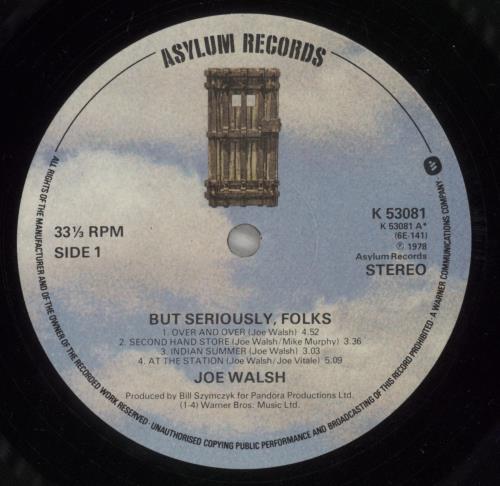 ASYLUM RECORDS
33⅓ RPM
SIDE 1
K 53081
K 53081 A*
(6E-141)
℗ 1978
Asylum Records
STEREO
BUT SERIOUSLY, FOLKS
1. OVER AND OVER (Joe Walsh) 4.52
2. SECOND HAND STORE (Joe Walsh/Mike Murphy) 3.36
3. INDIAN SUMMER (Joe Walsh) 3.03
4. AT THE STATION (Joe Walsh/Joe Vitale) 5.09
JOE WALSH
Produced by Bill Szymczyk for Pandora Productions Ltd.
(1-4) Warner Bros. Music Ltd.
ALL RIGHTS OF THE MANUFACTURER AND OF THE OWNER OF THE RECORDED WORK RESERVED · UNAUTHORISED COPYING PUBLIC PERFORMANCE AND BROADCASTING OF THIS RECORD PROHIBITED · A WARNER COMMUNICATIONS COMPANY ·